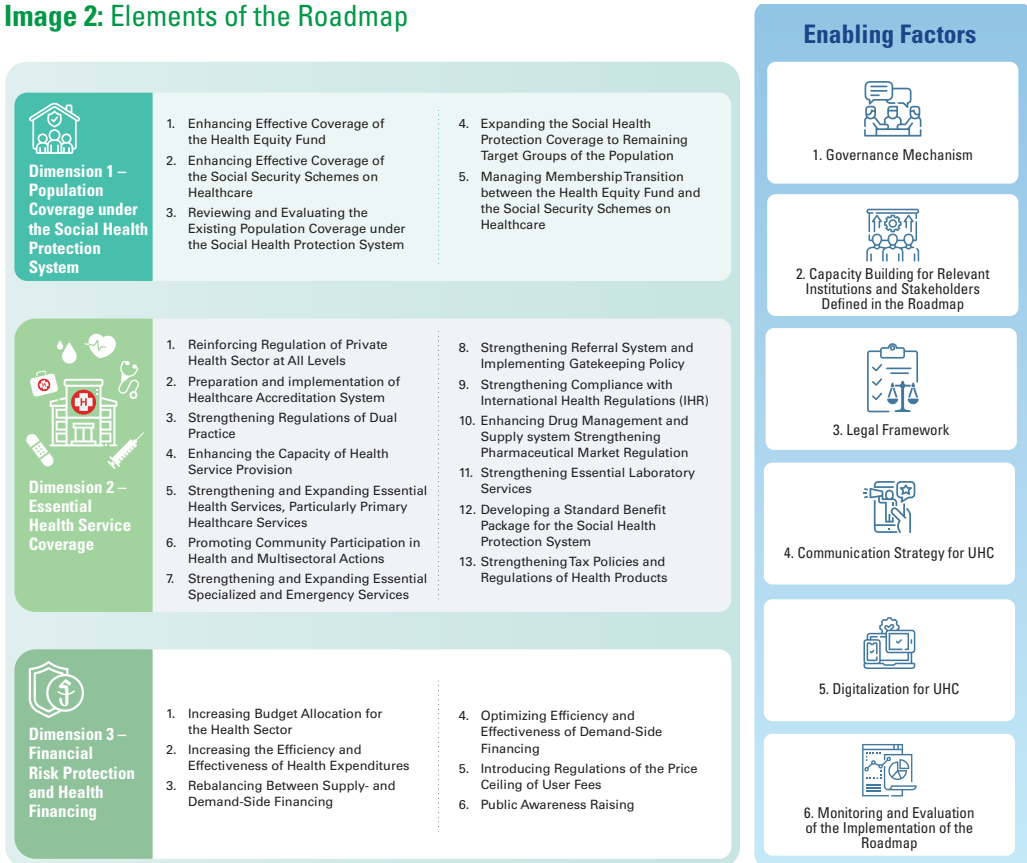 Image 2: Elements of the Roadmap
Dimension 1 –
Population
Coverage under
the Social Health
Protection
System
1. Enhancing Effective Coverage of
the Health Equity Fund
2. Enhancing Effective Coverage of
the Social Security Schemes on
Healthcare
3. Reviewing and Evaluating the
Existing Population Coverage under
the Social Health Protection System
4. Expanding the Social Health
Protection Coverage to Remaining
Target Groups of the Population
5. Managing Membership Transition
between the Health Equity Fund and
the Social Security Schemes on
Healthcare
H
Dimension 2 –
Essential
Health Service
Coverage
1. Reinforcing Regulation of Private
Health Sector at All Levels
2. Preparation and implementation of
Healthcare Accreditation System
3. Strengthening Regulations of Dual
Practice
4. Enhancing the Capacity of Health
Service Provision
5. Strengthening and Expanding Essential
Health Services, Particularly Primary
Healthcare Services
6. Promoting Community Participation in
Health and Multisectoral Actions
7. Strengthening and Expanding Essential
Specialized and Emergency Services
8. Strengthening Referral System and
Implementing Gatekeeping Policy
9. Strengthening Compliance with
International Health Regulations (IHR)
10. Enhancing Drug Management and
Supply system Strengthening
Pharmaceutical Market Regulation
11. Strengthening Essential Laboratory
Services
12. Developing a Standard Benefit
Package for the Social Health
Protection System
13. Strengthening Tax Policies and
Regulations of Health Products
Dimension 3 –
Financial
Risk Protection
and Health
Financing
1. Increasing Budget Allocation for
the Health Sector
2. Increasing the Efficiency and
Effectiveness of Health Expenditures
3. Rebalancing Between Supply- and
Demand-Side Financing
4. Optimizing Efficiency and
Effectiveness of Demand-Side
Financing
5. Introducing Regulations of the Price
Ceiling of User Fees
6. Public Awareness Raising
Enabling Factors
1. Governance Mechanism
2. Capacity Building for Relevant
Institutions and Stakeholders
Defined in the Roadmap
3. Legal Framework
4. Communication Strategy for UHC
5. Digitalization for UHC
6. Monitoring and Evaluation
of the Implementation of the
Roadmap